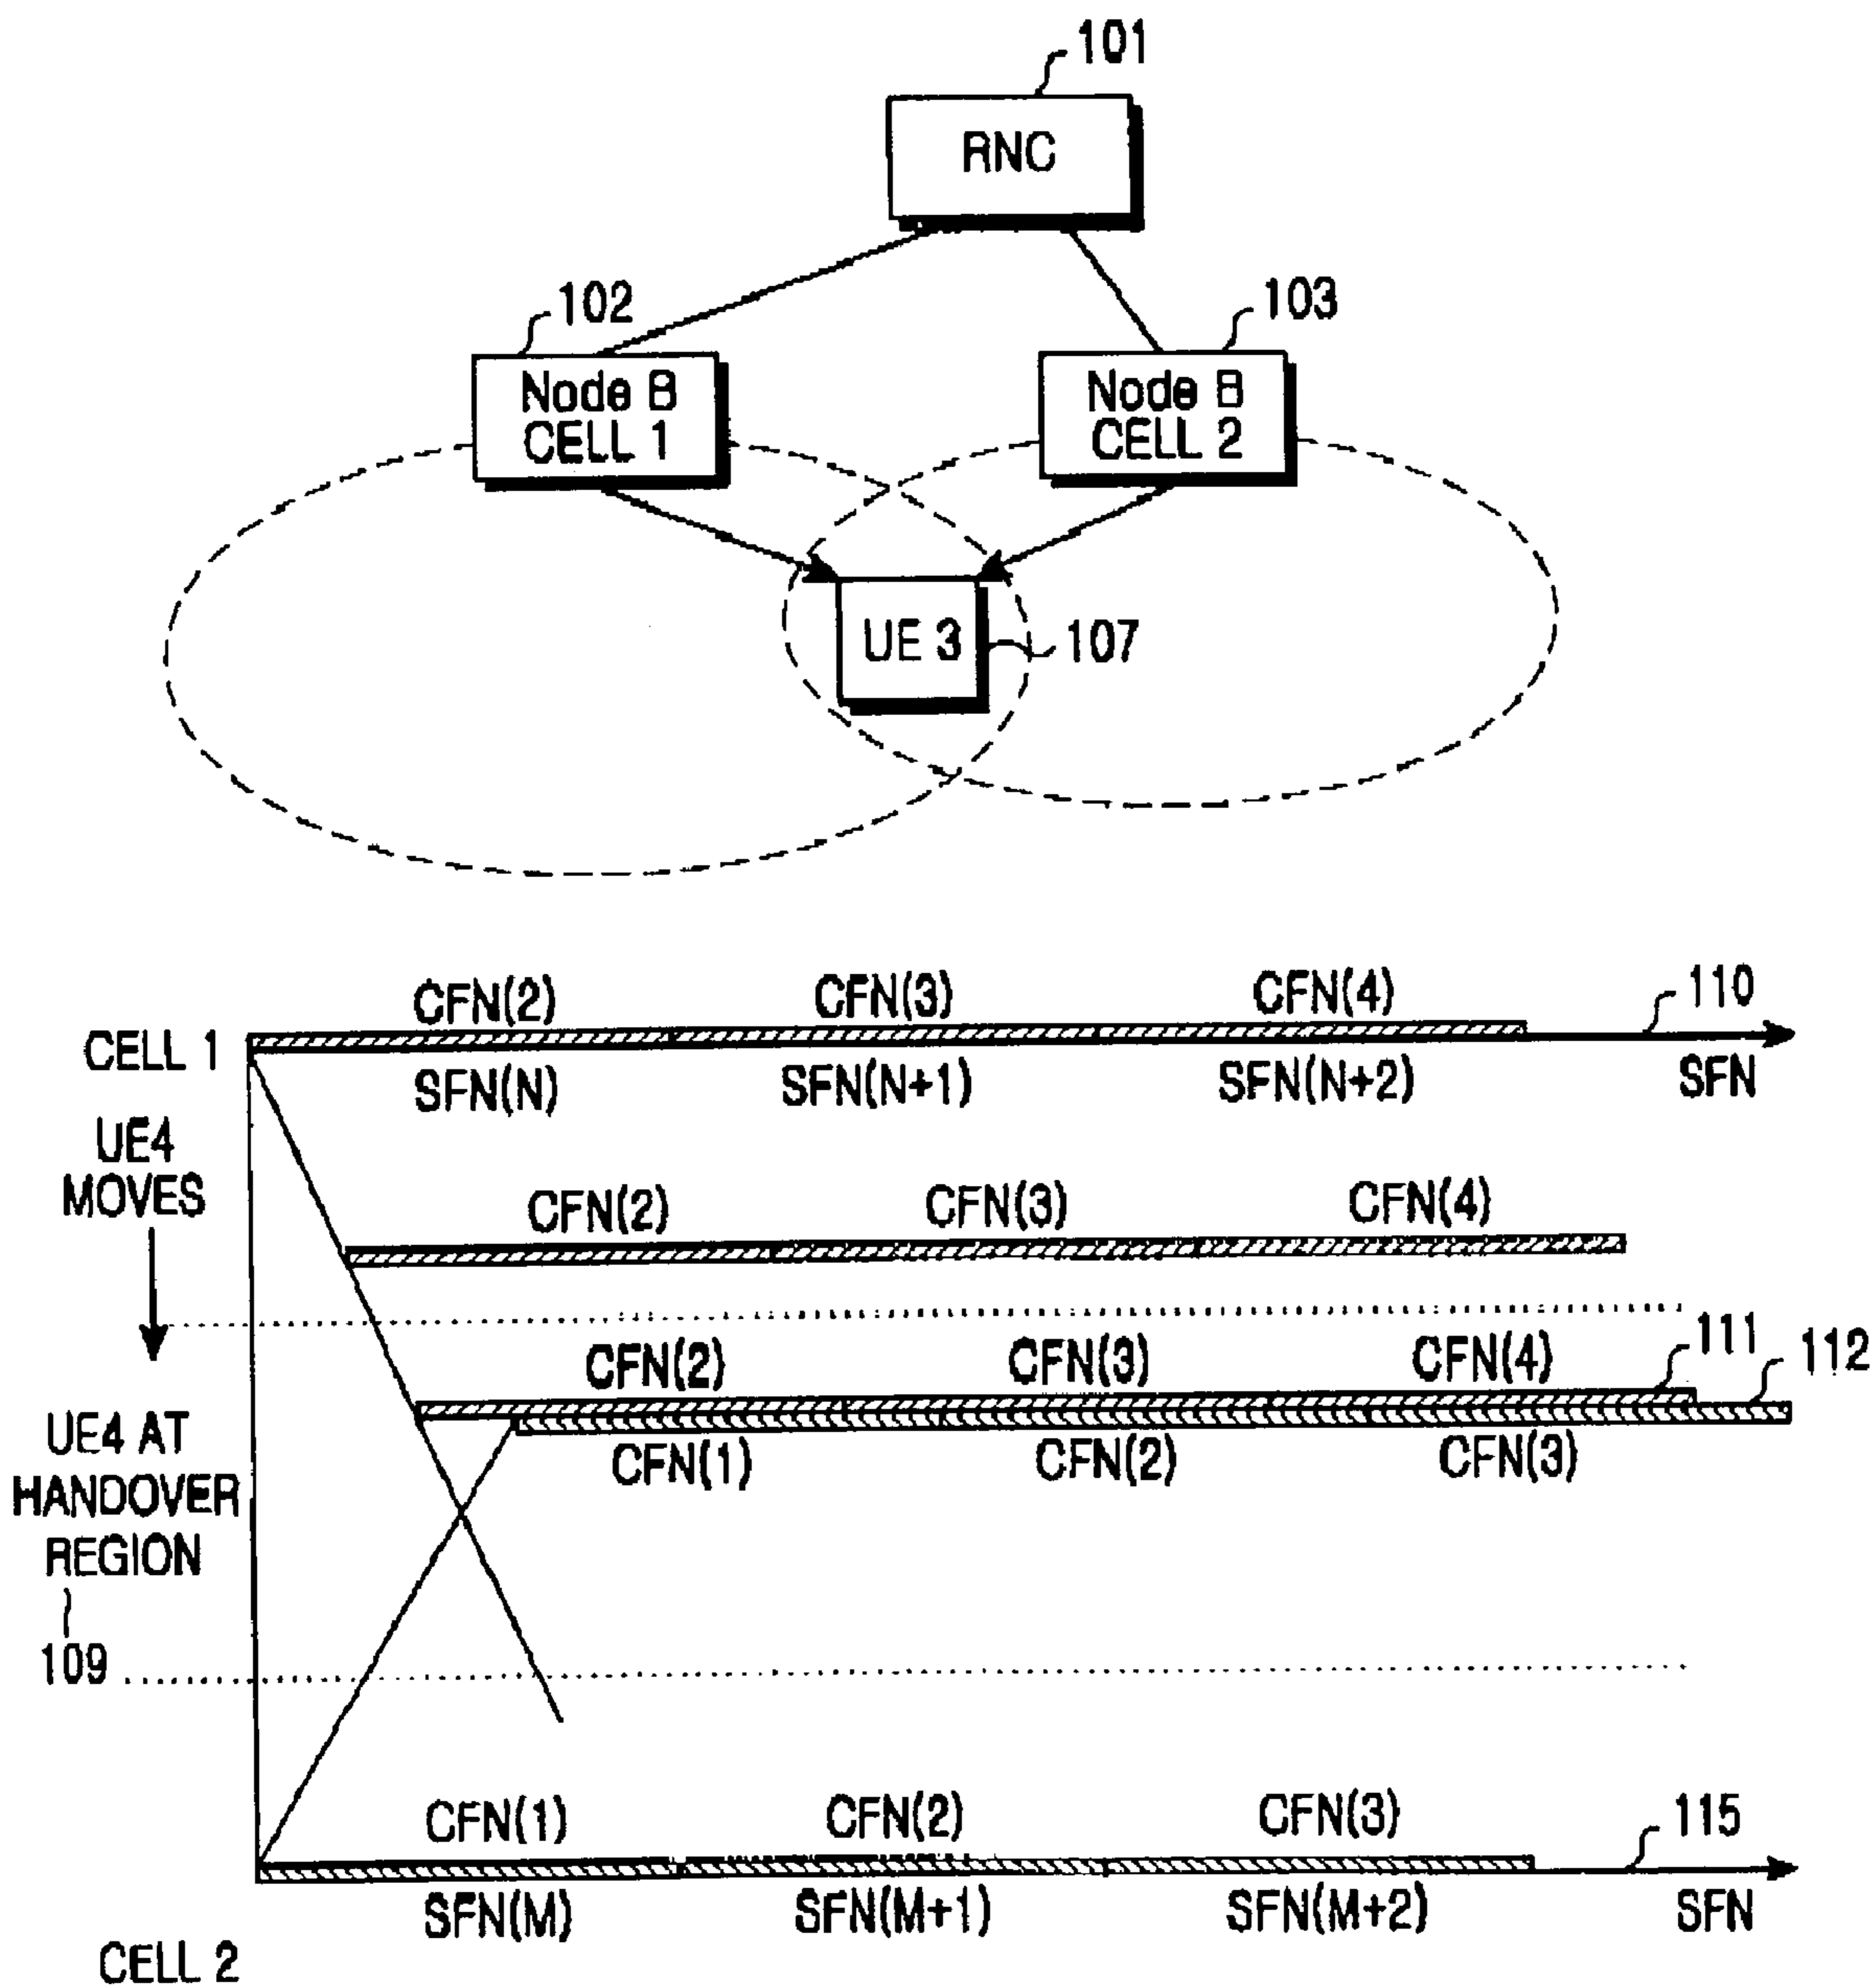 101
RNC
102
103
Node B
CELL 1
Node B
CELL 2
UE 3
107
CFN(2) CFN(3) CFN(4) 110
CELL 1
SFN(N) SFN(N+1) SFN(N+2) SFN
UE4
MOVES
CFN(2) CFN(3) CFN(4)
CFN(2) CFN(3) CFN(4) 111
112
UE4 AT
HANDOVER
REGION
CFN(1) CFN(2) CFN(3)
109
CFN(1) CFN(2) CFN(3) 115
SFN(M) SFN(M+1) SFN(M+2) SFN
CELL 2